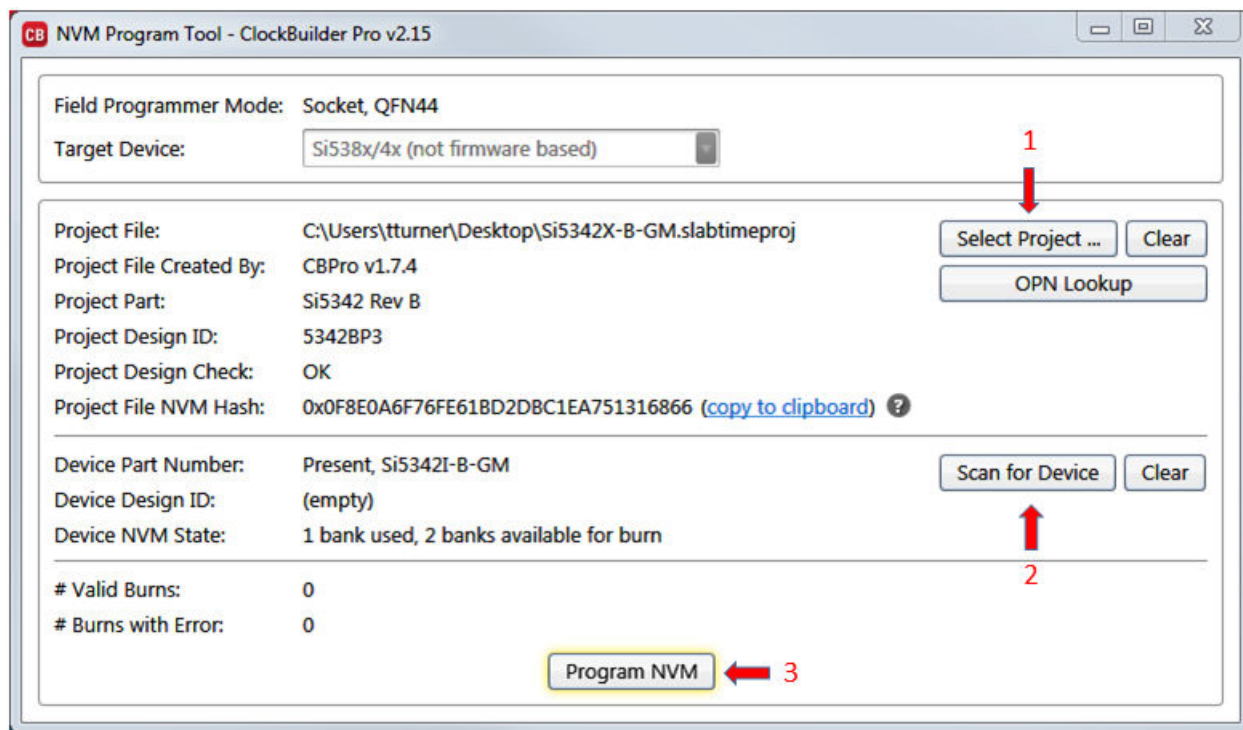 CB NVM Program Tool - ClockBuilder Pro v2.15
Field Programmer Mode: Socket, QFN44
Target Device: Si538x/4x (not firmware based)
1
Project File: C:\Users\tturner\Desktop\Si5342X-B-GM.slabtimeproj Select Project ... Clear
Project File Created By: CBPro v1.7.4
OPN Lookup
Project Part: Si5342 Rev B
Project Design ID: 5342BP3
Project Design Check: OK
Project File NVM Hash: 0x0F8E0A6F76FE61BD2DBC1EA751316866 (copy to clipboard) ?
Device Part Number: Present, Si5342I-B-GM Scan for Device Clear
Device Design ID: (empty)
Device NVM State: 1 bank used, 2 banks available for burn
2
# Valid Burns: 0
# Burns with Error: 0
Program NVM 3